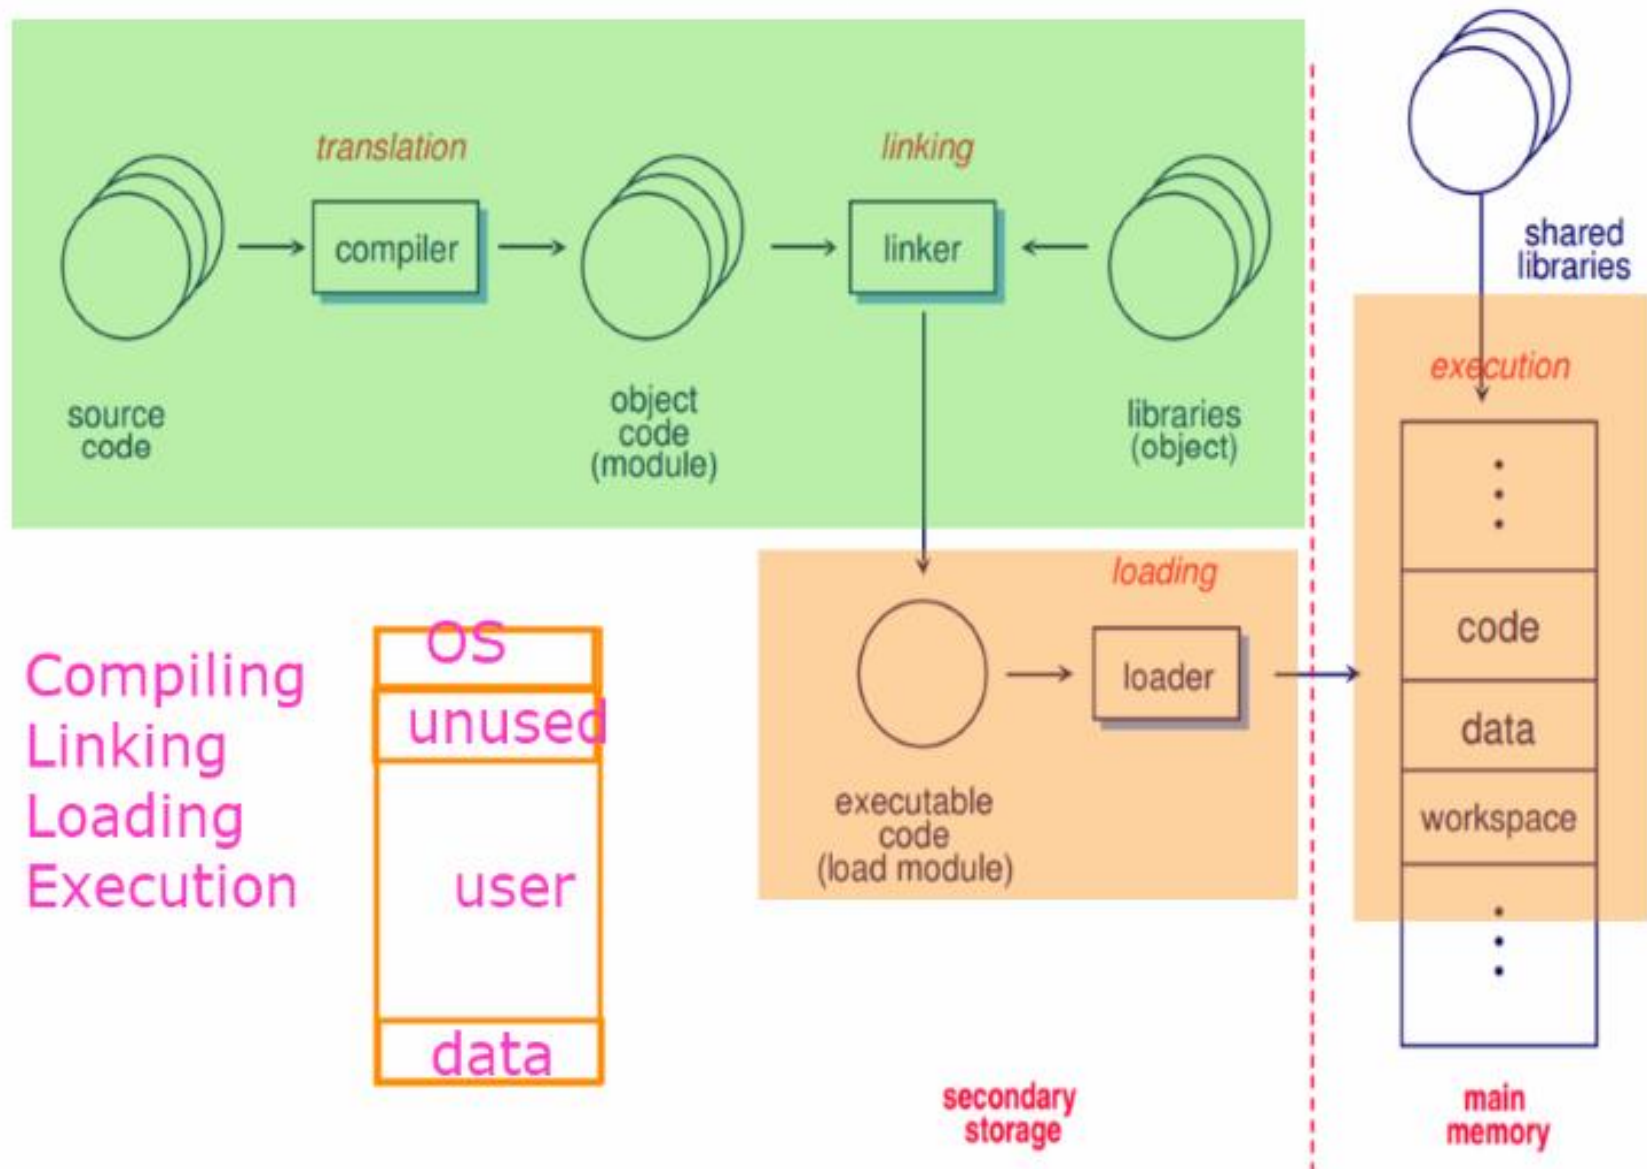 translation
linking
compiler
linker
shared
libraries
source
code
object
code
(module)
libraries
(object)
execution
loading
code
data
workspace
loader
executable
code
(load module)
Compiling
Linking
Loading
Execution
OS
unused
user
data
secondary
storage
main
memory